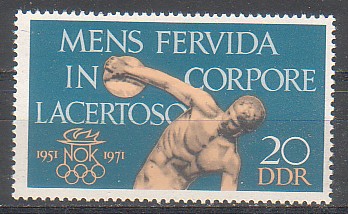 MENS FERVIDA
IN CORPORE
LACERTOSO
1951 NOK 1971
20
DDR